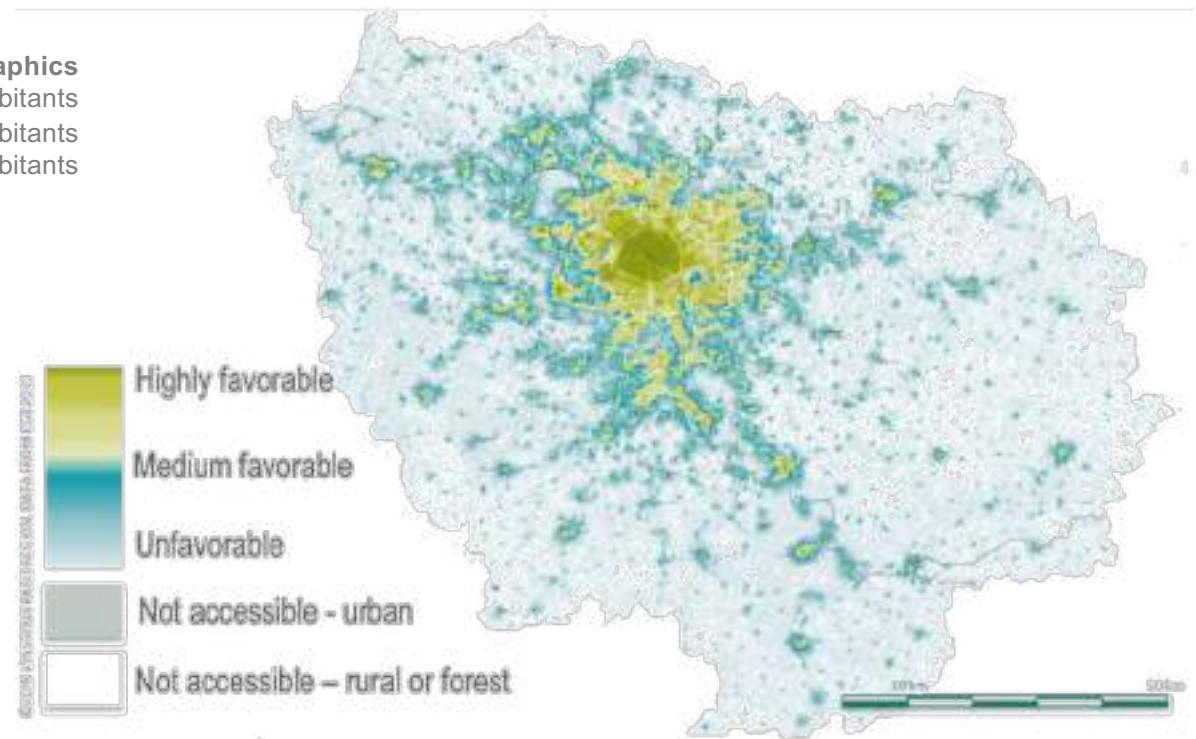 aphics
bitants
bitants
bitants
Highly favorable
Medium favorable
Unfavorable
Not accessible - urban
Not accessible – rural or forest